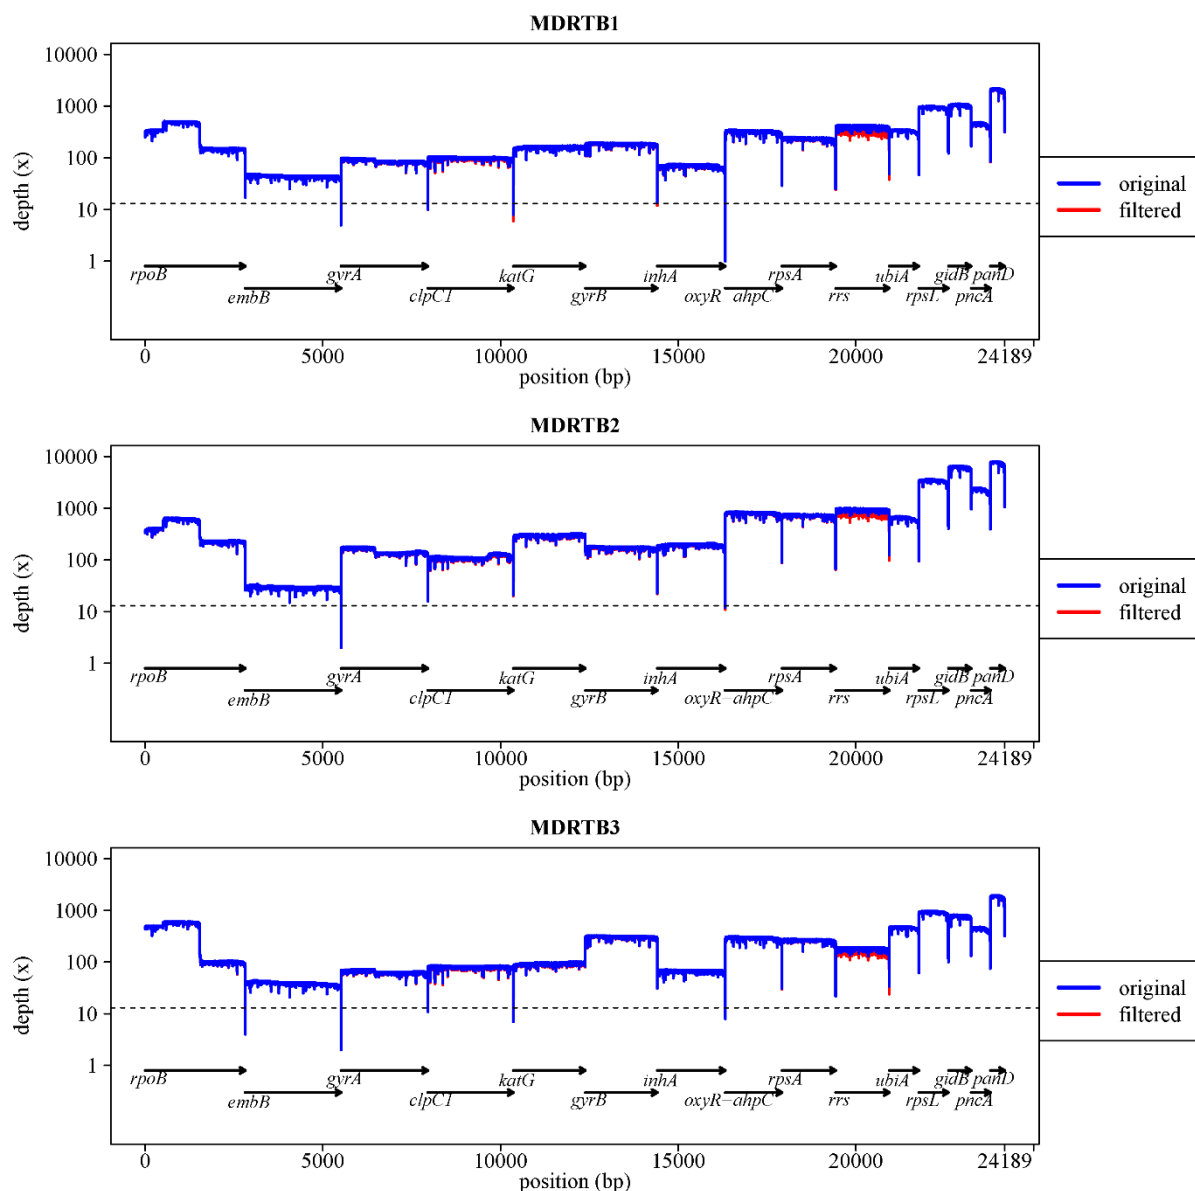 MDRTB1
10000
1000
100
10
1
depth (x)
original
filtered
rpoB gyrA katG inhA rpsA ubiA gidB panD
embB clpC1 gyrB oxyR ahpC rrs rpsL pncA
0 5000 10000 15000 20000 24189
position (bp)
MDRTB2
10000
1000
100
10
1
depth (x)
original
filtered
rpoB gyrA katG inhA rpsA ubiA gidB panD
embB clpC1 gyrB oxyR-ahpC rrs rpsL pncA
0 5000 10000 15000 20000 24189
position (bp)
MDRTB3
10000
1000
100
10
1
depth (x)
original
filtered
rpoB gyrA katG inhA rpsA ubiA gidB panD
embB clpC1 gyrB oxyR-ahpC rrs rpsL pncA
0 5000 10000 15000 20000 24189
position (bp)